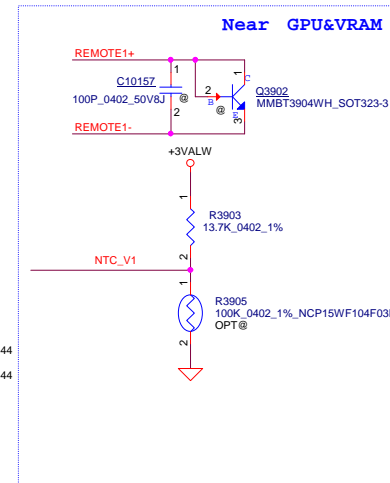 Near GPU&VRAM
REMOTE1+
1
1
C
C10157
Q3902
2
B
100P_0402_50V8J
@
@
MMBT3904WH_SOT323-3
2
E
3
REMOTE1-
+3VALW
1
R3903
13.7K_0402_1%
2
NTC_V1
1
R3905
100K_0402_1%_NCP15WF104F03
OPT@
2
44
44